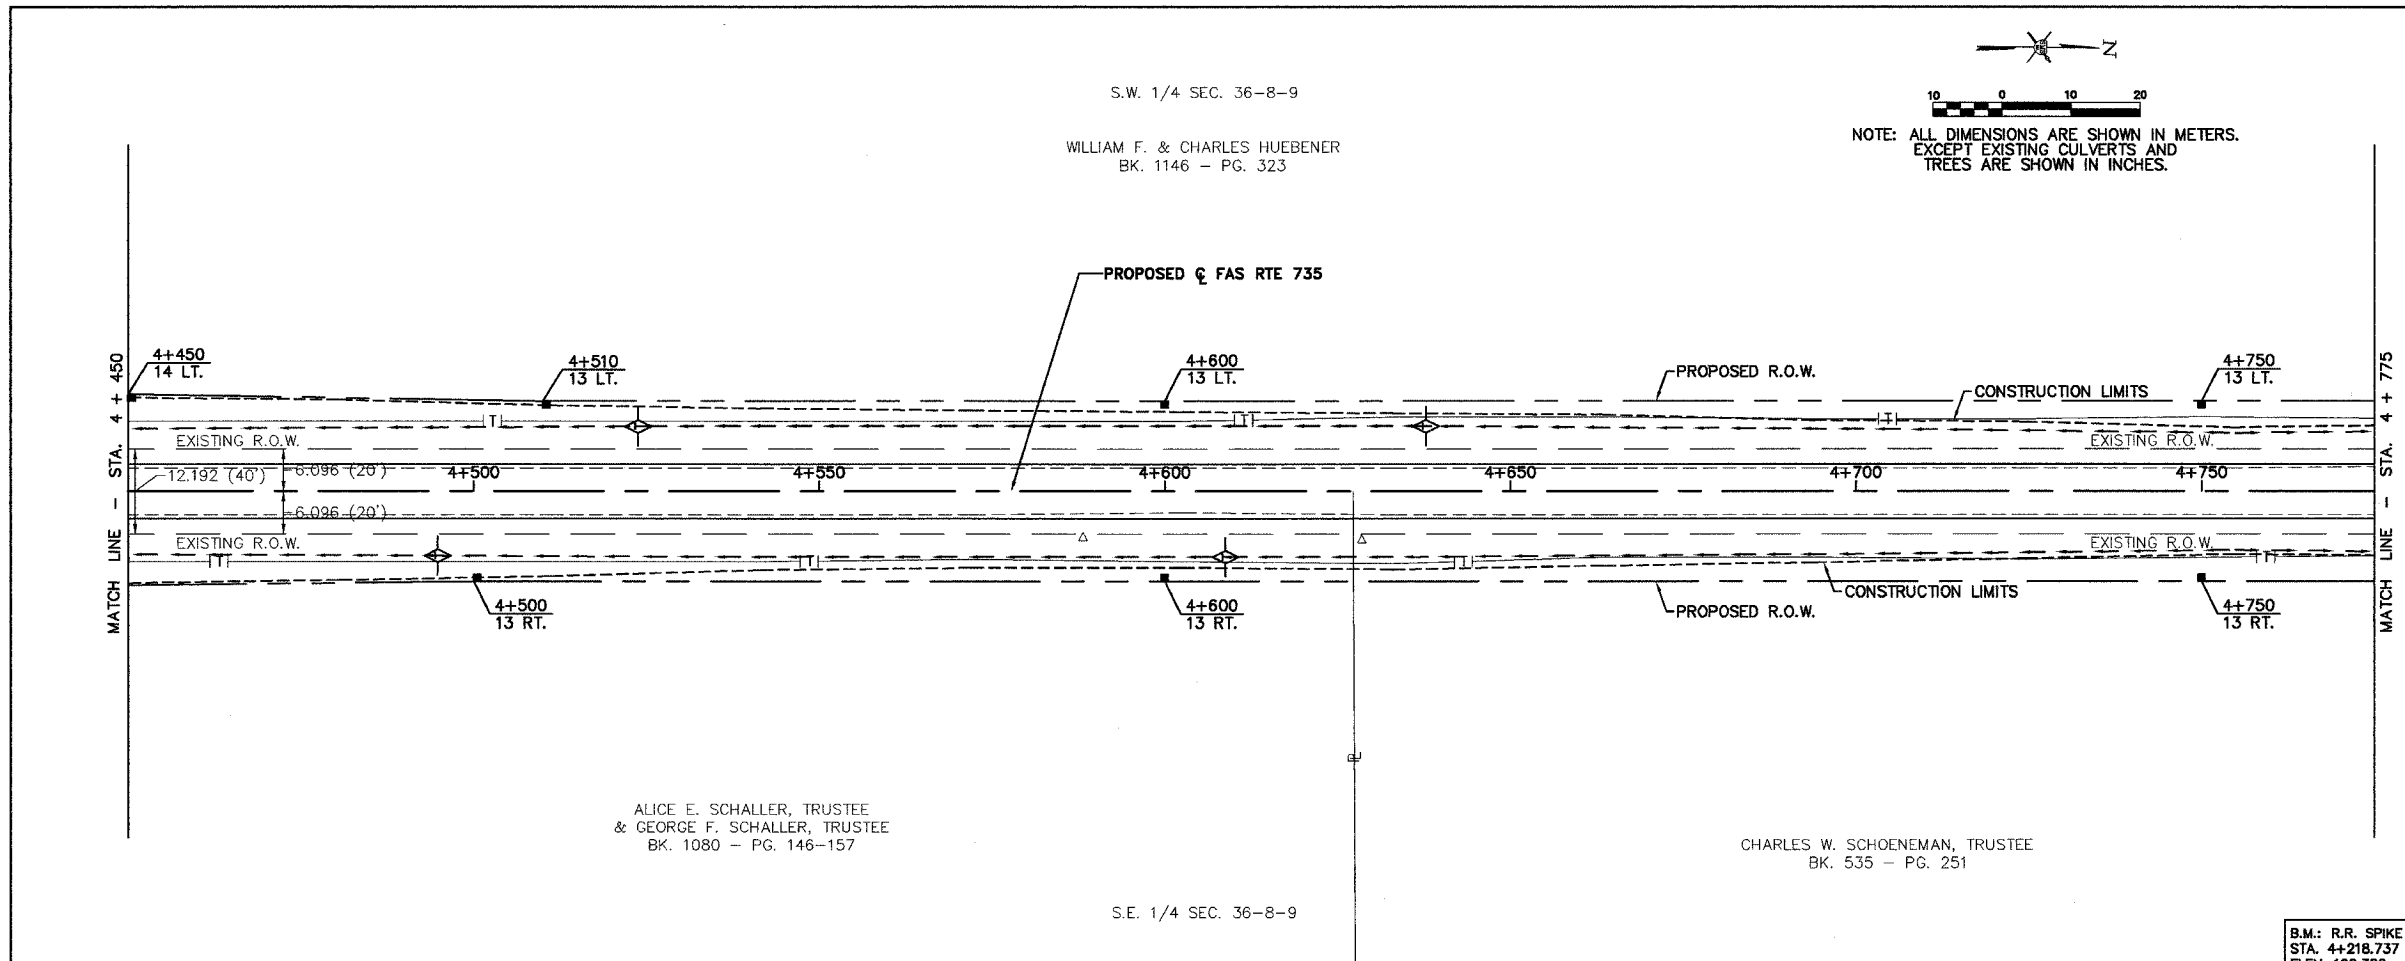 N
S.W. 1/4 SEC. 36-8-9
10 0 10 20
NOTE: ALL DIMENSIONS ARE SHOWN IN METERS.
EXCEPT EXISTING CULVERTS AND
TREES ARE SHOWN IN INCHES.
WILLIAM F. & CHARLES HUEBENER
BK. 1146 - PG. 323
PROPOSED ℄ FAS RTE 735
MATCH LINE - STA. 4 + 450
4+450
14 LT.
4+510
13 LT.
4+600
13 LT.
PROPOSED R.O.W.
CONSTRUCTION LIMITS
4+750
13 LT.
MATCH LINE - STA. 4 + 775
T
T
T
EXISTING R.O.W.
EXISTING R.O.W.
12.192 (40')
6.096 (20')
4+500
4+550
4+600
4+650
4+700
4+750
6.096 (20')
EXISTING R.O.W.
EXISTING R.O.W.
T
T
T
T
4+500
13 RT.
4+600
13 RT.
PROPOSED R.O.W.
CONSTRUCTION LIMITS
4+750
13 RT.
PL
ALICE E. SCHALLER, TRUSTEE
& GEORGE F. SCHALLER, TRUSTEE
BK. 1080 - PG. 146-157
CHARLES W. SCHOENEMAN, TRUSTEE
BK. 535 - PG. 251
S.E. 1/4 SEC. 36-8-9
B.M.: R.R. SPIKE
STA. 4+218.737